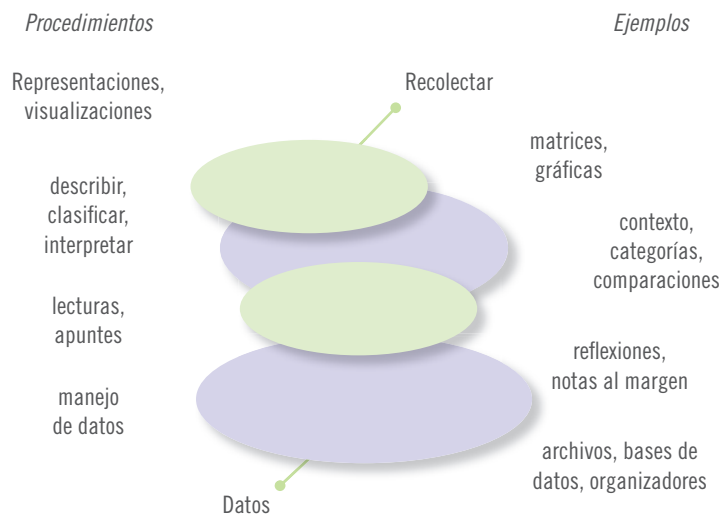 Procedimientos
Ejemplos
Representaciones,
visualizaciones
Recolectar
matrices,
gráficas
describir,
clasificar,
interpretar
contexto,
categorías,
comparaciones
lecturas,
apuntes
reflexiones,
notas al margen
manejo
de datos
archivos, bases de
datos, organizadores
Datos